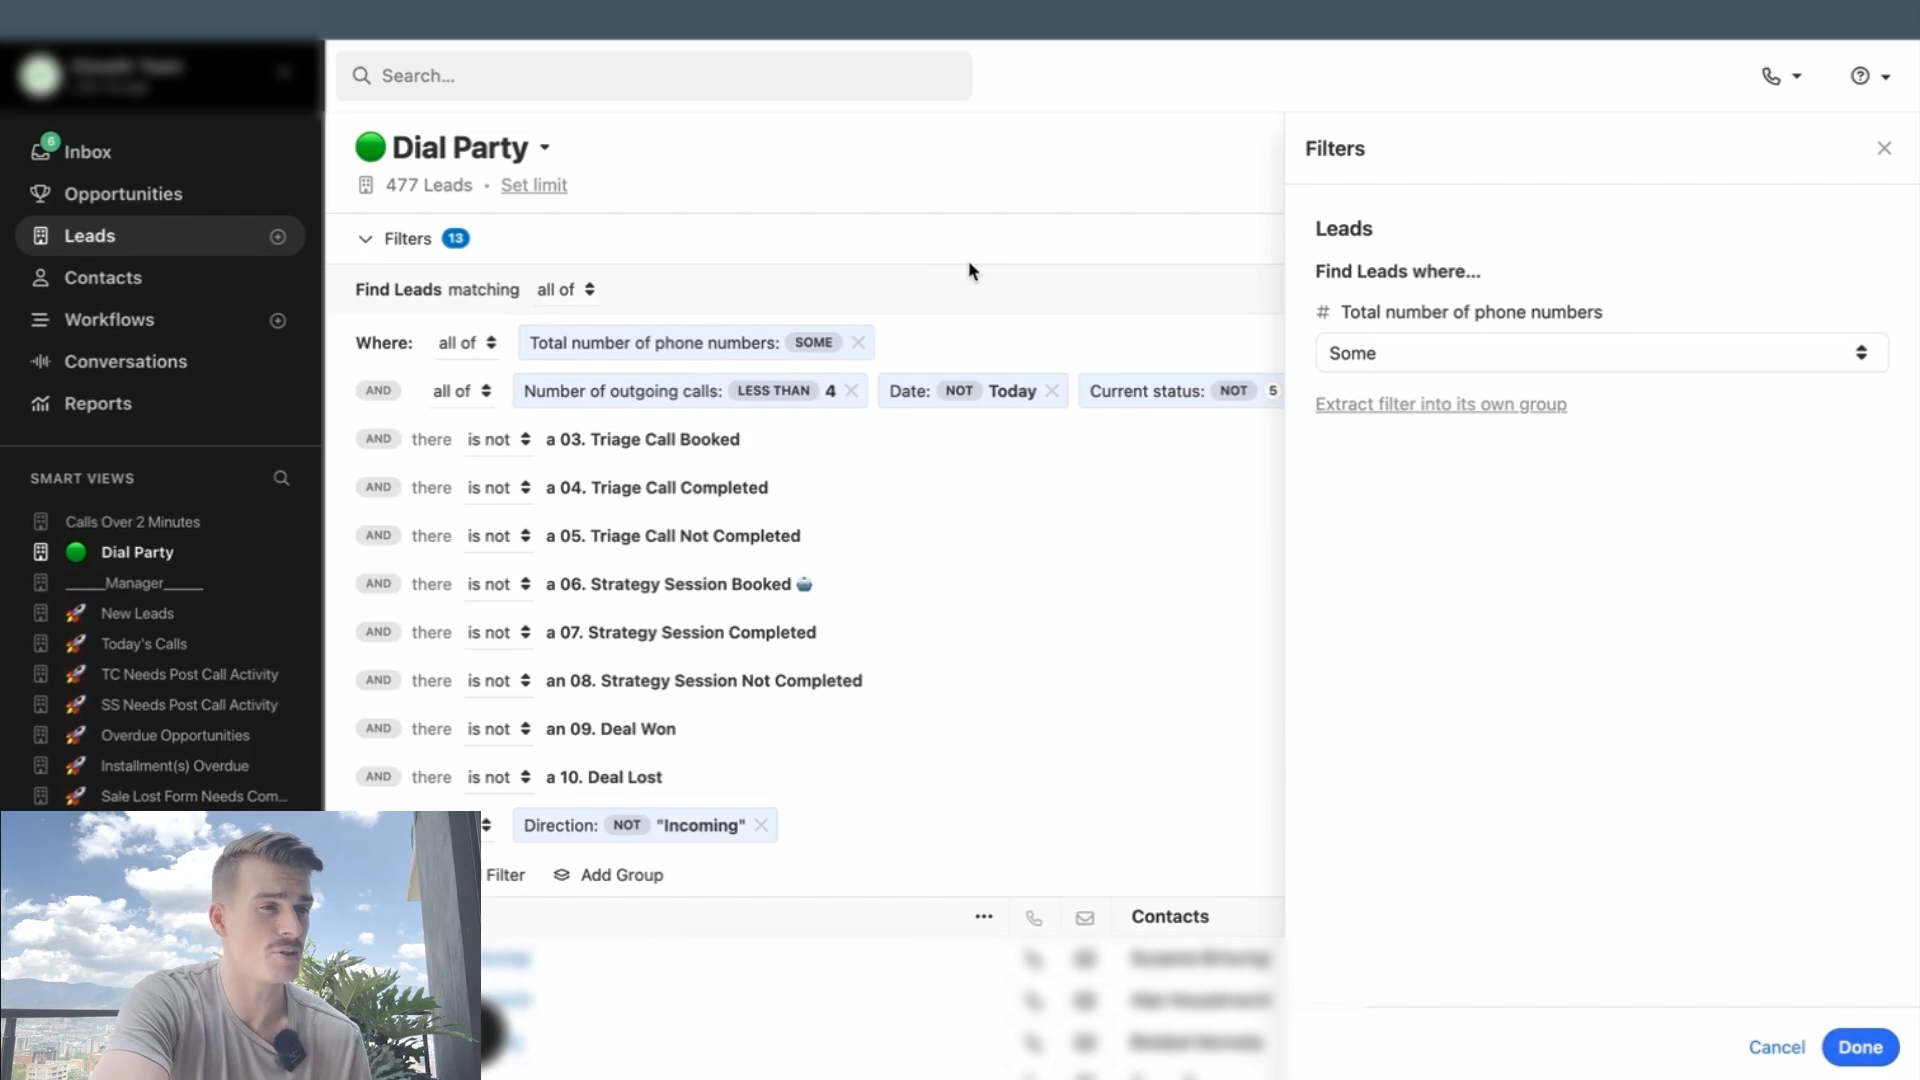 Search...
6
Inbox
Opportunities
Leads
Contacts
Workflows
Conversations
Reports
SMART VIEWS
Calls Over 2 Minutes
Dial Party
_____Manager_____
New Leads
Today's Calls
TC Needs Post Call Activity
SS Needs Post Call Activity
Overdue Opportunities
Installment(s) Overdue
Sale Lost Form Needs Com...
Dial Party
477 Leads • Set limit
Filters 13
Find Leads matching all of
Where: all of Total number of phone numbers: SOME
AND all of Number of outgoing calls: LESS THAN 4 Date: NOT Today Current status: NOT 5
AND there is not a 03. Triage Call Booked
AND there is not a 04. Triage Call Completed
AND there is not a 05. Triage Call Not Completed
AND there is not a 06. Strategy Session Booked
AND there is not a 07. Strategy Session Completed
AND there is not an 08. Strategy Session Not Completed
AND there is not an 09. Deal Won
AND there is not a 10. Deal Lost
Direction: NOT "Incoming"
Filter Add Group
Contacts
Filters
Leads
Find Leads where...
# Total number of phone numbers
Some
Extract filter into its own group
Cancel Done